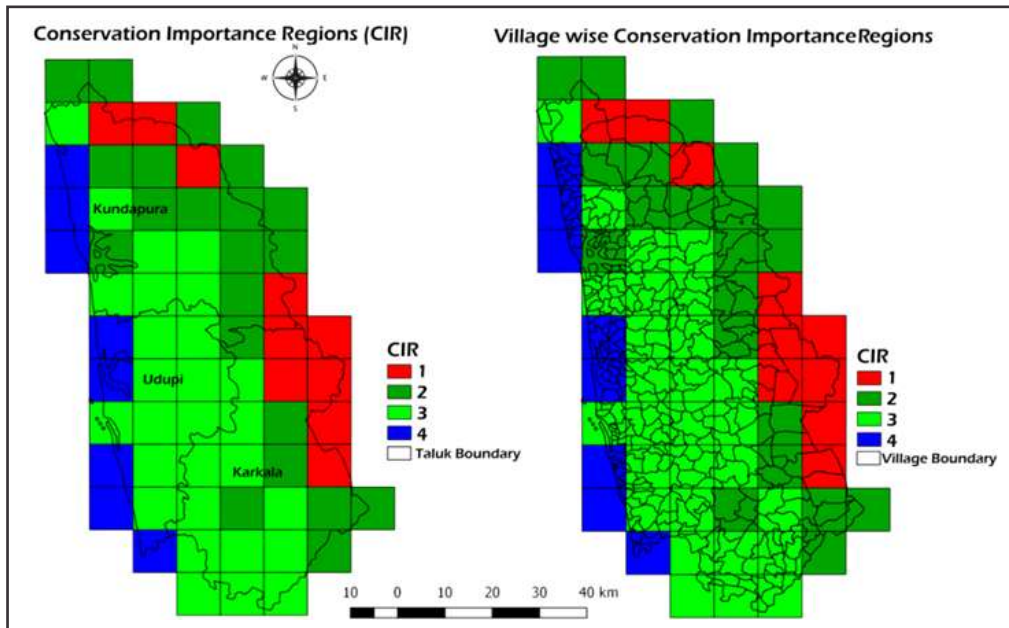 Conservation Importance Regions (CIR)
N
W E
S
Kundapura
Udupi
Karkala
CIR
1
2
3
4
Taluk Boundary
Village wise Conservation ImportanceRegions
CIR
1
2
3
4
Village Boundary
10 0 10 20 30 40 km